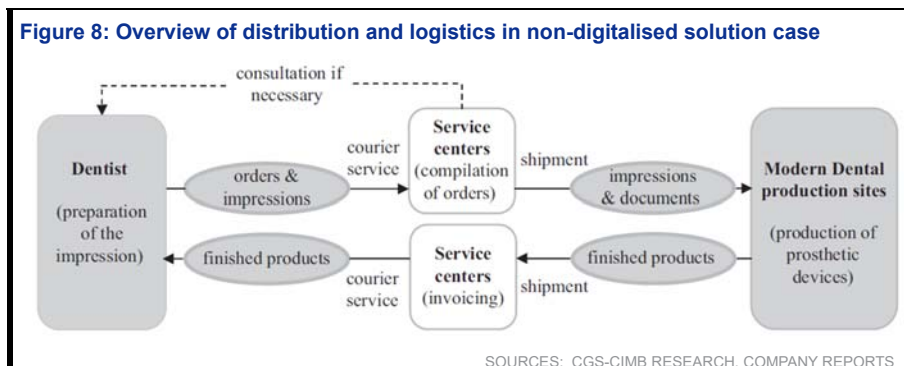 Figure 8: Overview of distribution and logistics in non-digitalised solution case
consultation if
necessary
Dentist
(preparation
of the
impression)
orders &
impressions
courier
service
Service
centers
(compilation
of orders)
shipment
impressions
& documents
Modern Dental
production sites
(production of
prosthetic
devices)
finished products
courier
service
Service
centers
(invoicing)
shipment
finished products
SOURCES: CGS-CIMB RESEARCH, COMPANY REPORTS